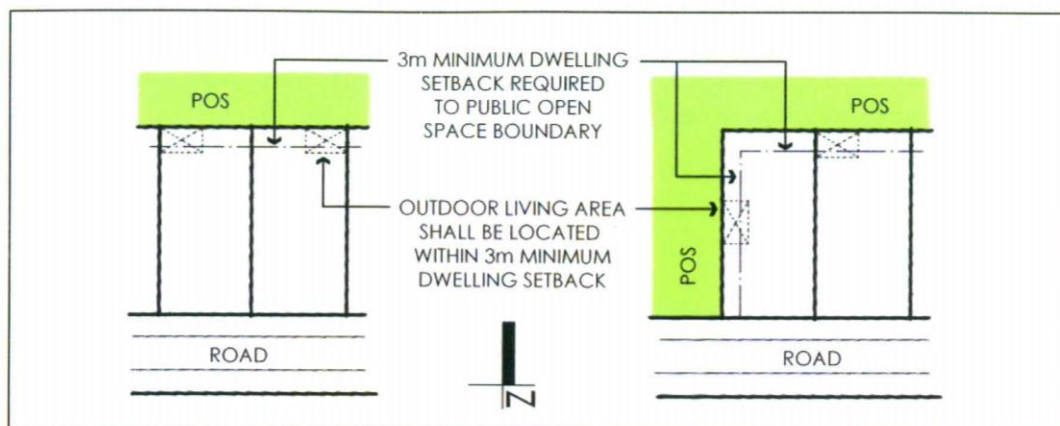 3m MINIMUM DWELLING
SETBACK REQUIRED
TO PUBLIC OPEN
SPACE BOUNDARY
POS
POS
OUTDOOR LIVING AREA
SHALL BE LOCATED
WITHIN 3m MINIMUM
DWELLING SETBACK
POS
ROAD
ROAD
N